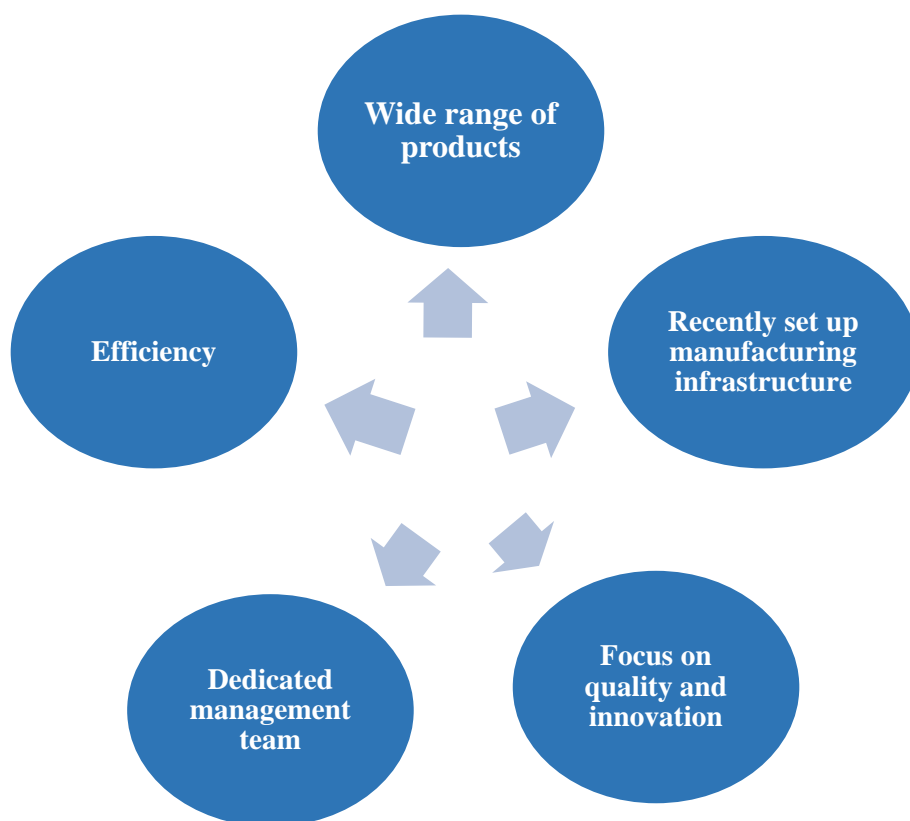 Wide range of
products
Efficiency
Recently set up
manufacturing
infrastructure
Dedicated
management
team
Focus on
quality and
innovation